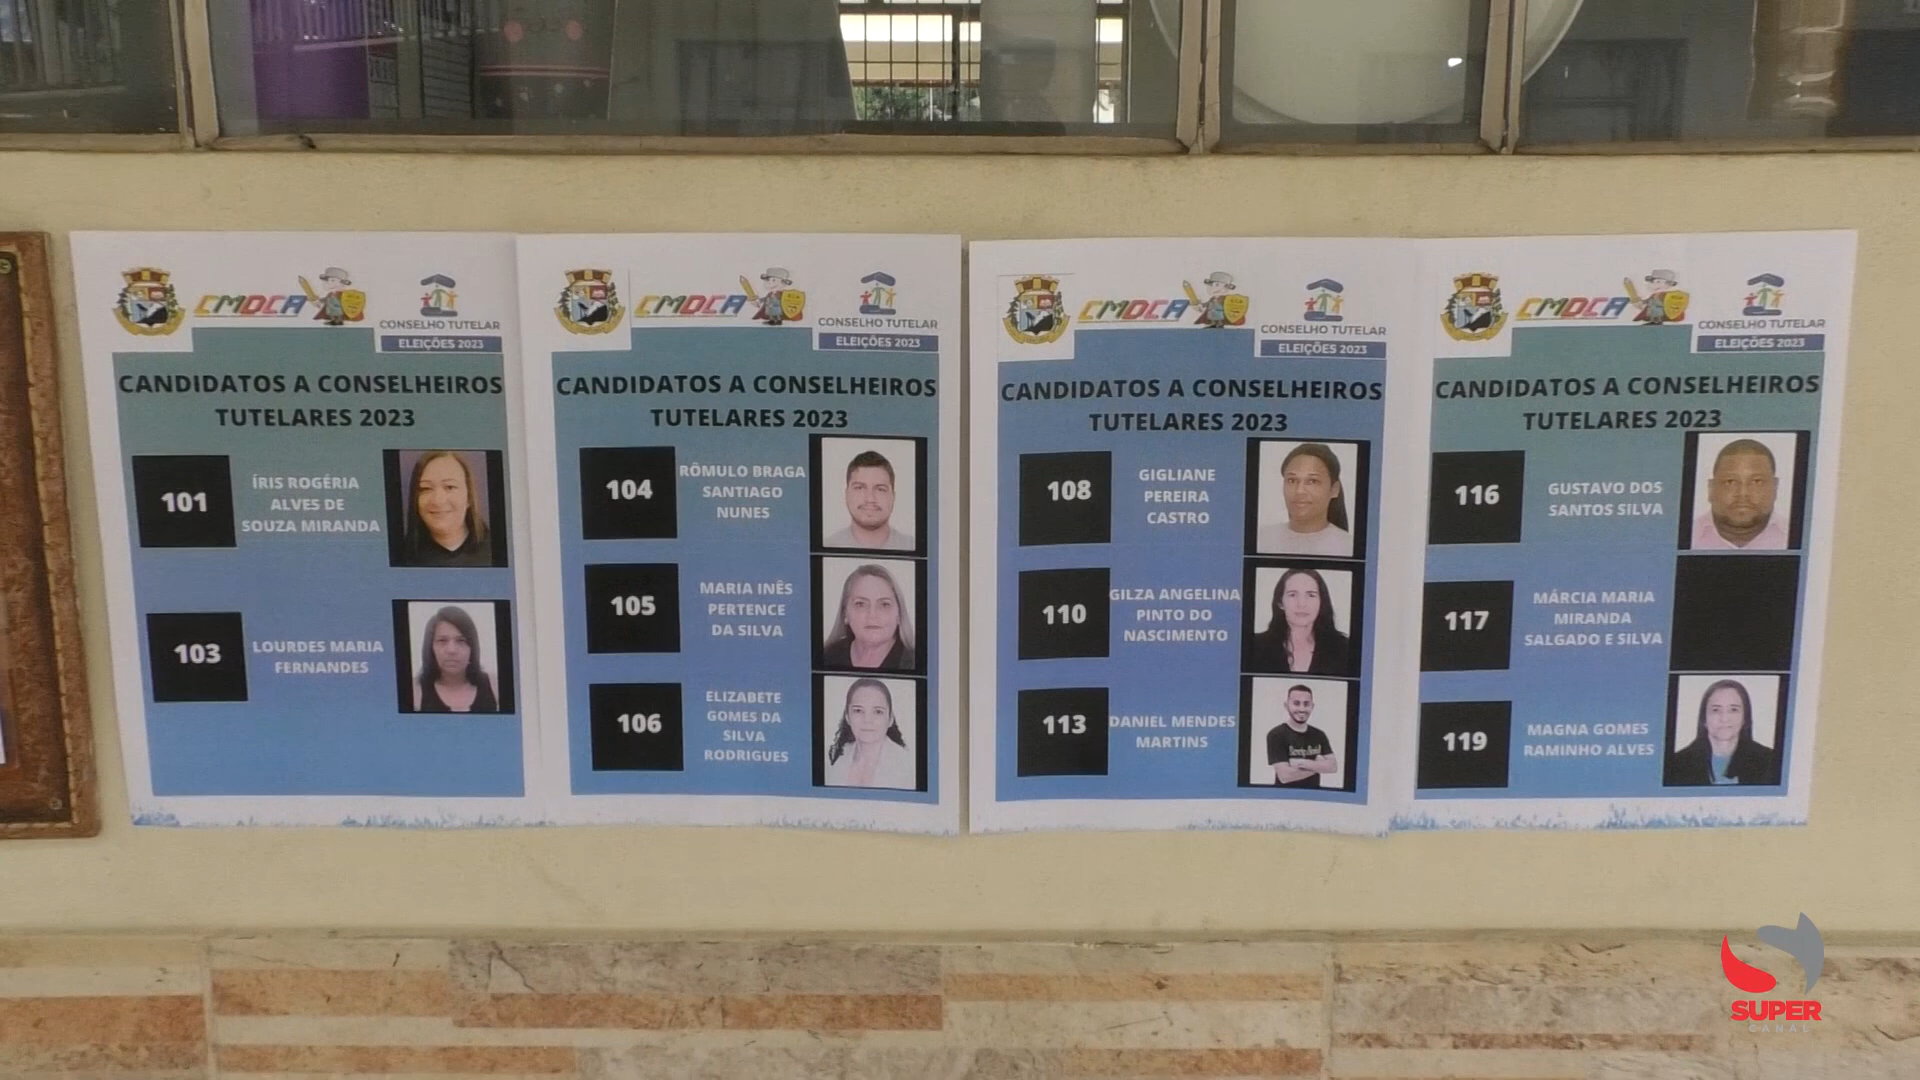 CMDCA
CONSELHO TUTELAR
ELEIÇÕES 2023
CANDIDATOS A CONSELHEIROS
TUTELARES 2023
101
ÍRIS ROGÉRIA
ALVES DE
SOUZA MIRANDA
103
LOURDES MARIA
FERNANDES
CMDCA
CONSELHO TUTELAR
ELEIÇÕES 2023
CANDIDATOS A CONSELHEIROS
TUTELARES 2023
104
RÔMULO BRAGA
SANTIAGO
NUNES
105
MARIA INÊS
PERTENCE
DA SILVA
106
ELIZABETE
GOMES DA
SILVA
RODRIGUES
CMDCA
CONSELHO TUTELAR
ELEIÇÕES 2023
CANDIDATOS A CONSELHEIROS
TUTELARES 2023
108
GIGLIANE
PEREIRA
CASTRO
110
GILZA ANGELINA
PINTO DO
NASCIMENTO
113
DANIEL MENDES
MARTINS
CMDCA
CONSELHO TUTELAR
ELEIÇÕES 2023
CANDIDATOS A CONSELHEIROS
TUTELARES 2023
116
GUSTAVO DOS
SANTOS SILVA
117
MÁRCIA MARIA
MIRANDA
SALGADO E SILVA
119
MAGNA GOMES
RAMINHO ALVES
SUPER
CANAL